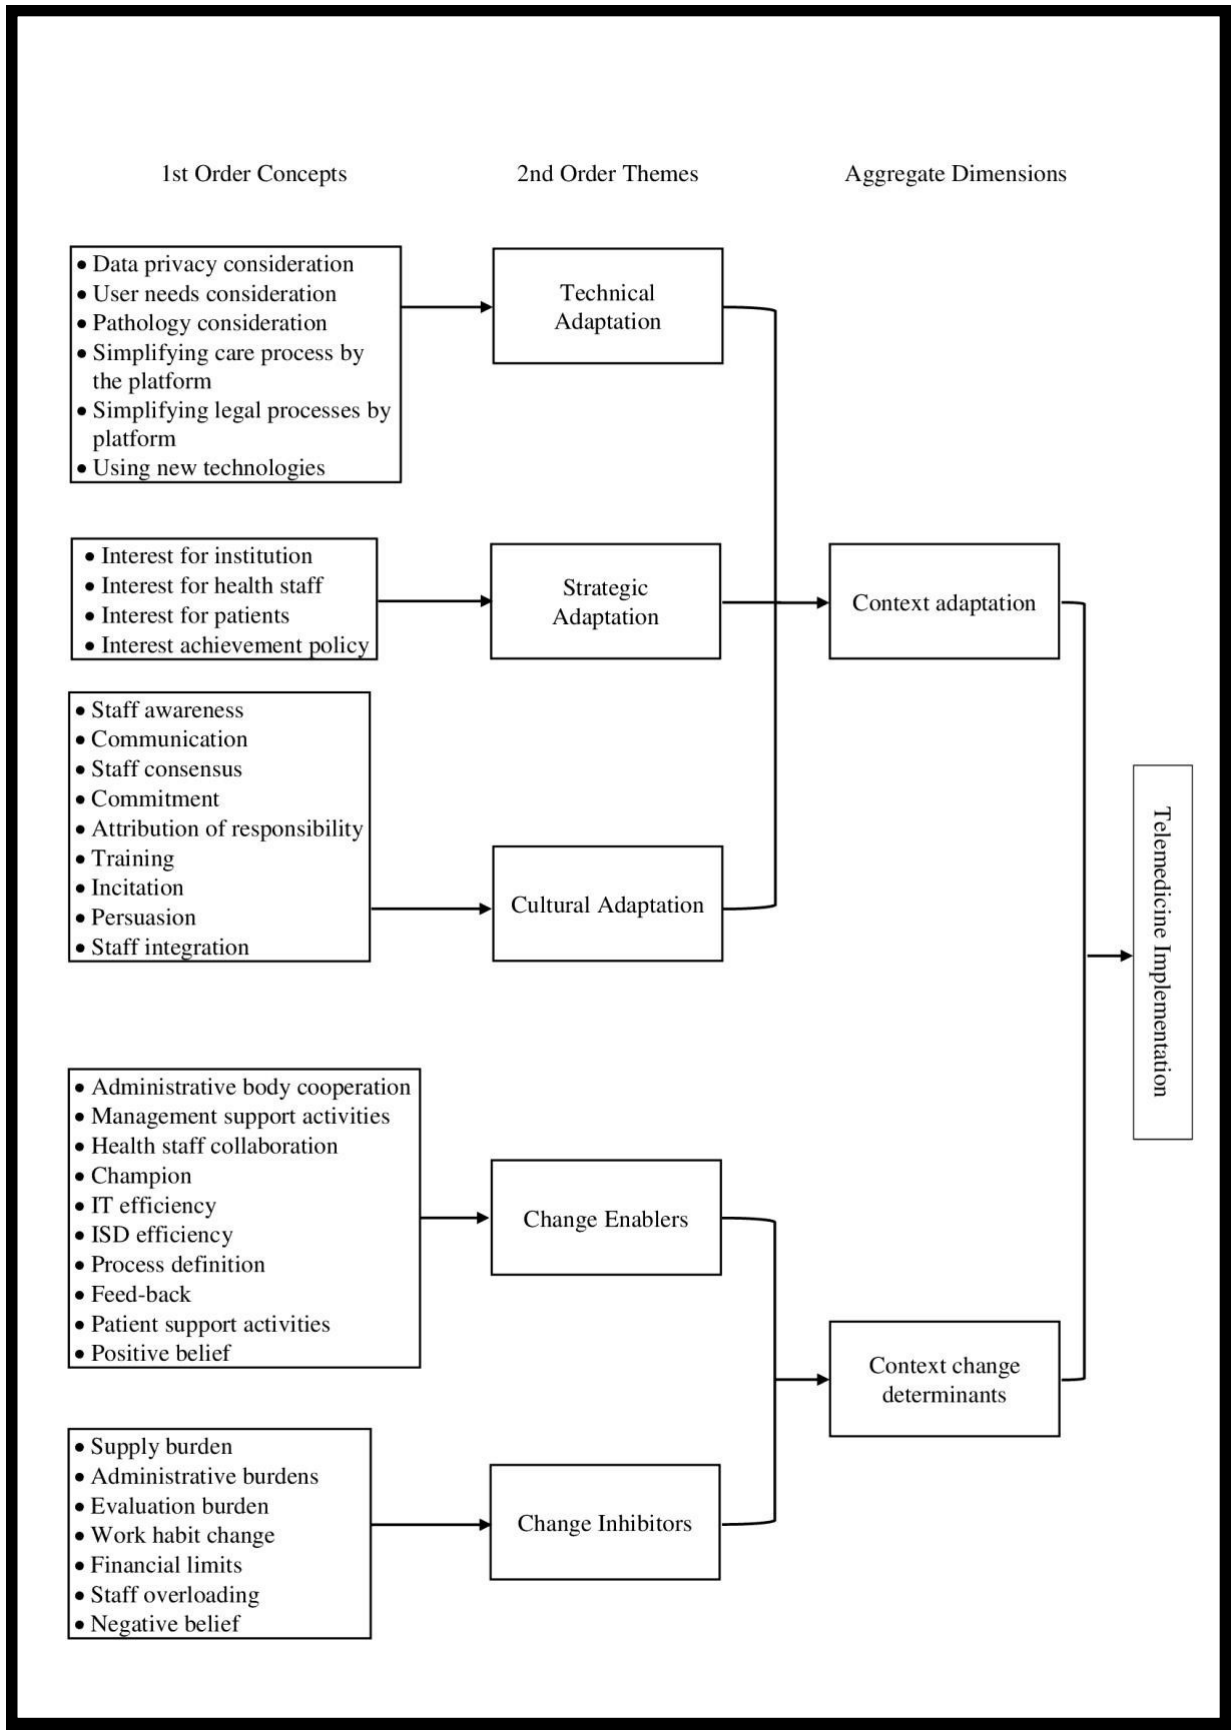 1st Order Concepts
2nd Order Themes
Aggregate Dimensions
• Data privacy consideration
• User needs consideration
• Pathology consideration
• Simplifying care process by
the platform
• Simplifying legal processes by
platform
• Using new technologies
Technical
Adaptation
• Interest for institution
• Interest for health staff
• Interest for patients
• Interest achievement policy
Strategic
Adaptation
Context adaptation
• Staff awareness
• Communication
• Staff consensus
• Commitment
• Attribution of responsibility
• Training
• Incitation
• Persuasion
• Staff integration
Cultural Adaptation
Telemedicine Implementation
• Administrative body cooperation
• Management support activities
• Health staff collaboration
• Champion
• IT efficiency
• ISD efficiency
• Process definition
• Feed-back
• Patient support activities
• Positive belief
Change Enablers
Context change
determinants
• Supply burden
• Administrative burdens
• Evaluation burden
• Work habit change
• Financial limits
• Staff overloading
• Negative belief
Change Inhibitors